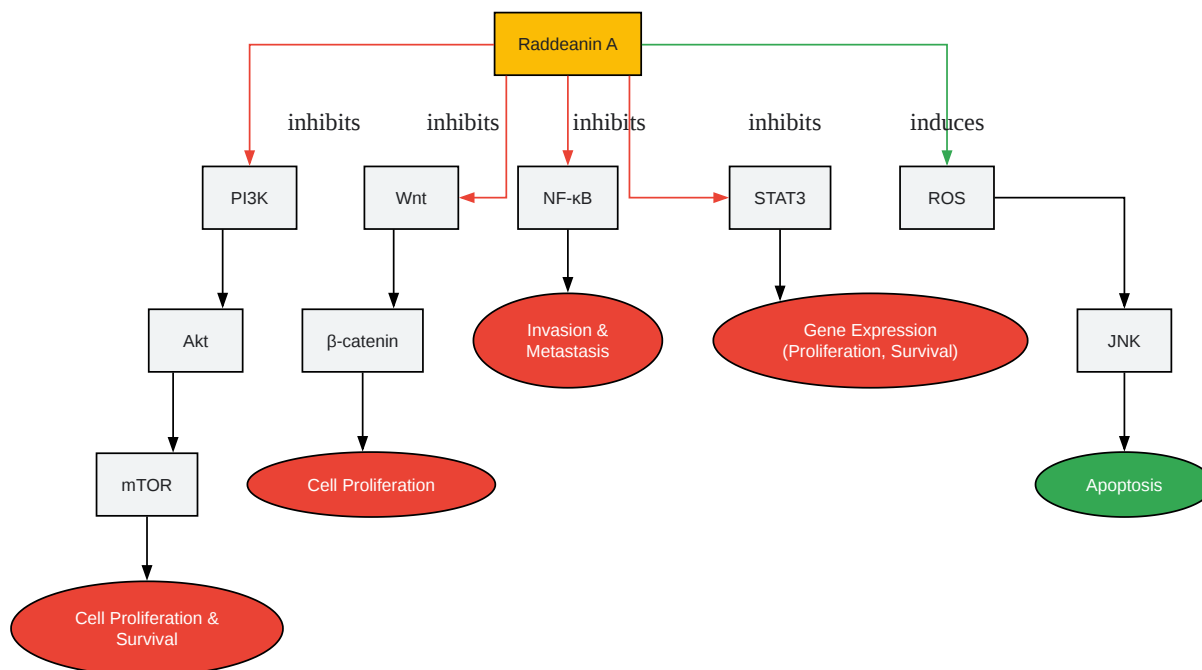 Raddeanin A
inhibits
inhibits
inhibits
inhibits
induces
PI3K
Wnt
NF-κB
STAT3
ROS
Akt
β-catenin
Invasion &
Metastasis
Gene Expression
(Proliferation, Survival)
JNK
mTOR
Cell Proliferation
Apoptosis
Cell Proliferation &
Survival